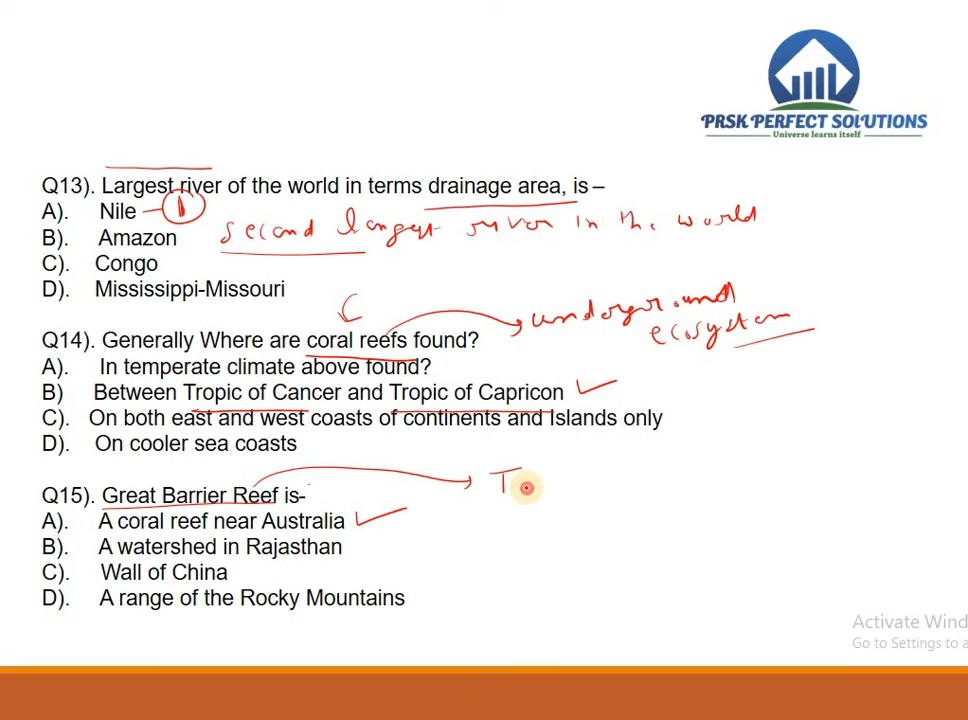 PRSK PERFECT SOLUTIONS
Universe learns itself
Q13). Largest river of the world in terms drainage area, is –
A). Nile – 1
second largest river in the world
B). Amazon
C). Congo
D). Mississippi-Missouri
underground
ecosystem
Q14). Generally Where are coral reefs found?
A). In temperate climate above found?
B) Between Tropic of Cancer and Tropic of Capricon
C). On both east and west coasts of continents and Islands only
D). On cooler sea coasts
T
Q15). Great Barrier Reef is-
A). A coral reef near Australia
B). A watershed in Rajasthan
C). Wall of China
D). A range of the Rocky Mountains
Activate Wind
Go to Settings to a